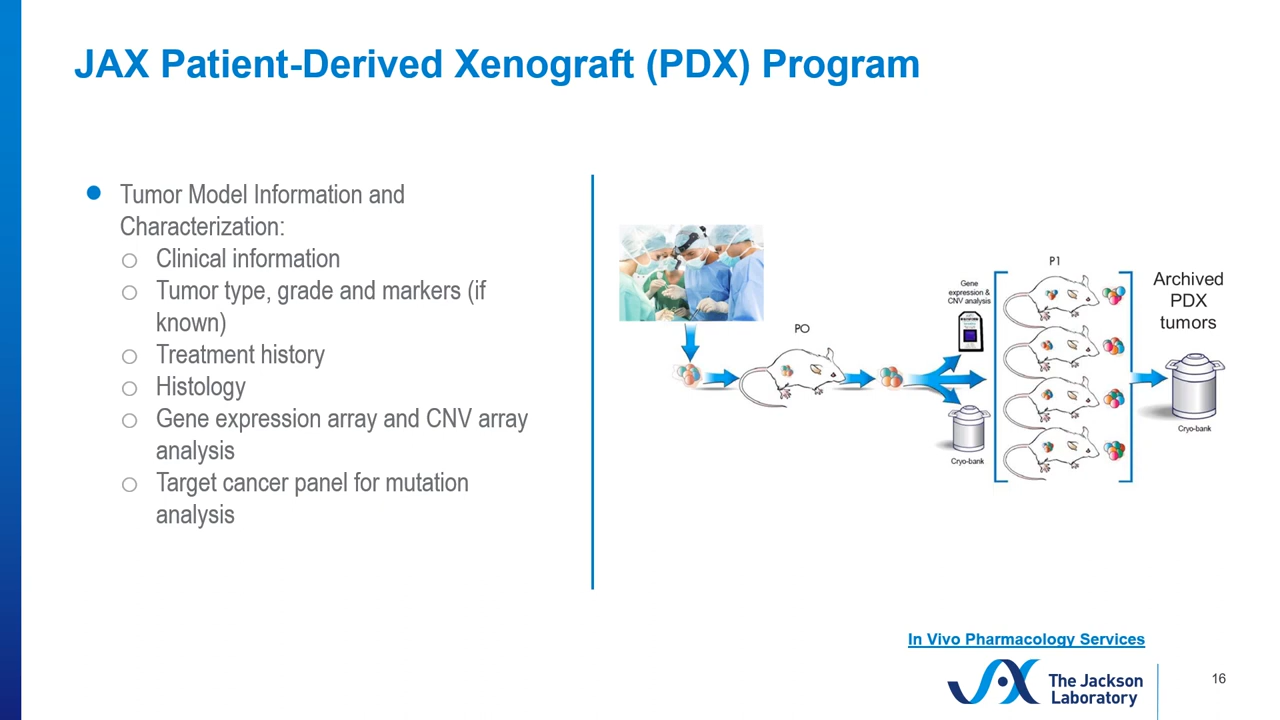 JAX Patient-Derived Xenograft (PDX) Program
Tumor Model Information and
Characterization:
Clinical information
Tumor type, grade and markers (if
known)
Treatment history
Histology
Gene expression array and CNV array
analysis
Target cancer panel for mutation
analysis
PO
Gene
expression &
CNV analysis
Cryo-bank
P1
Archived
PDX
tumors
Cryo-bank
In Vivo Pharmacology Services
The Jackson
Laboratory
16